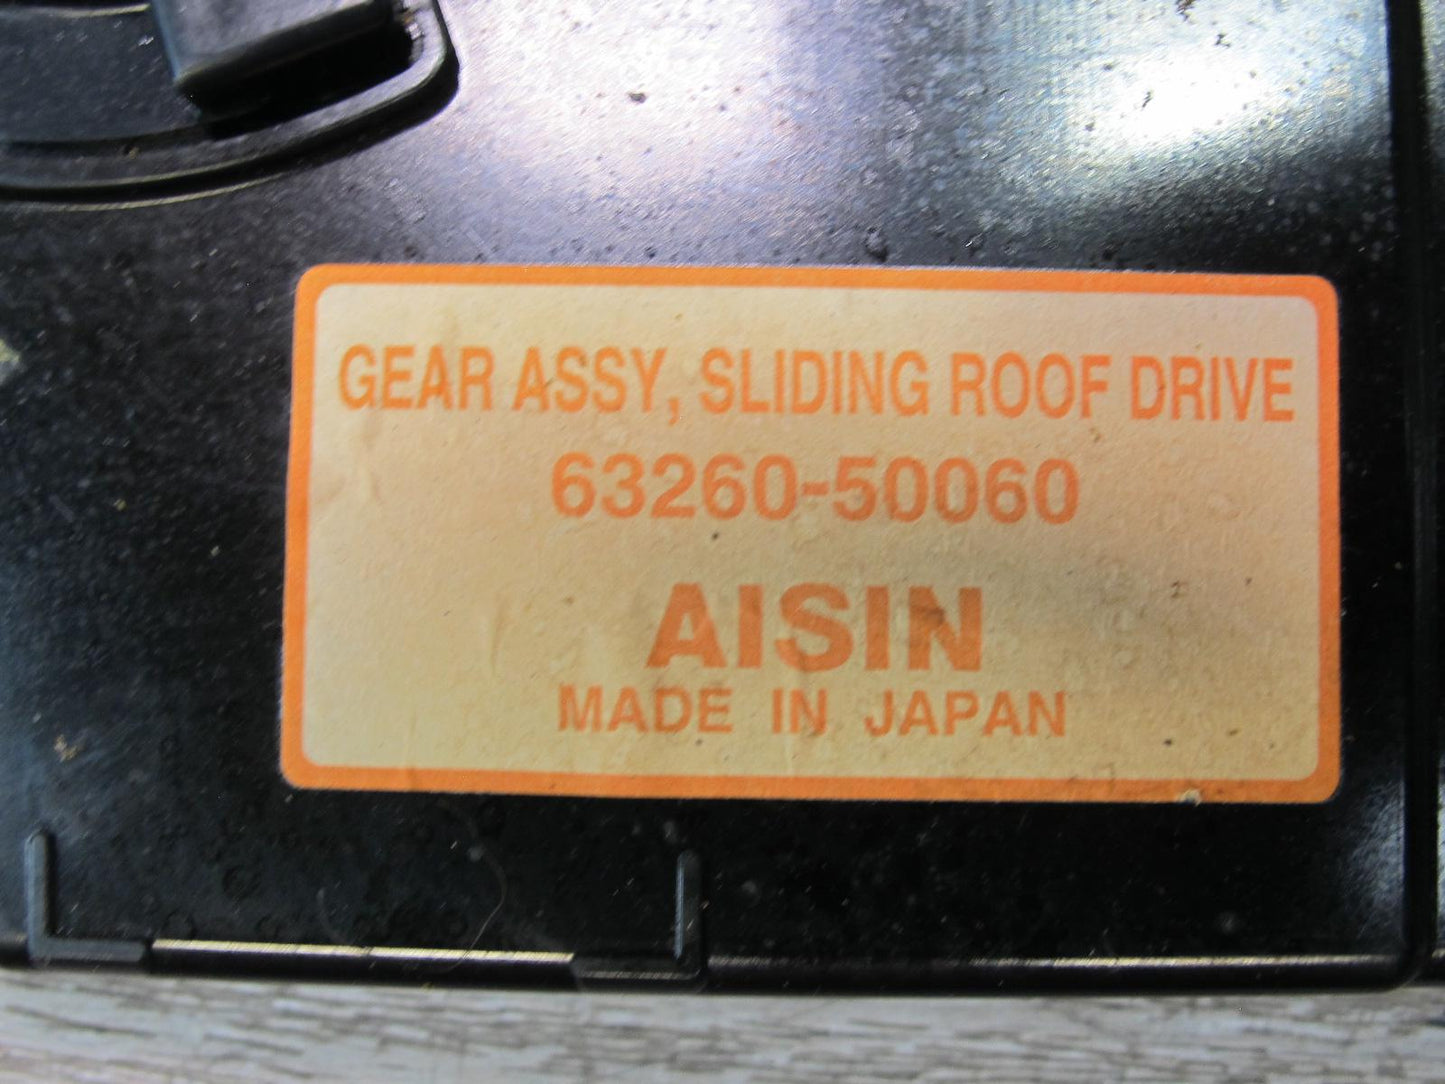 GEAR ASSY, SLIDING ROOF DRIVE
63260-50060
AISIN
MADE IN JAPAN